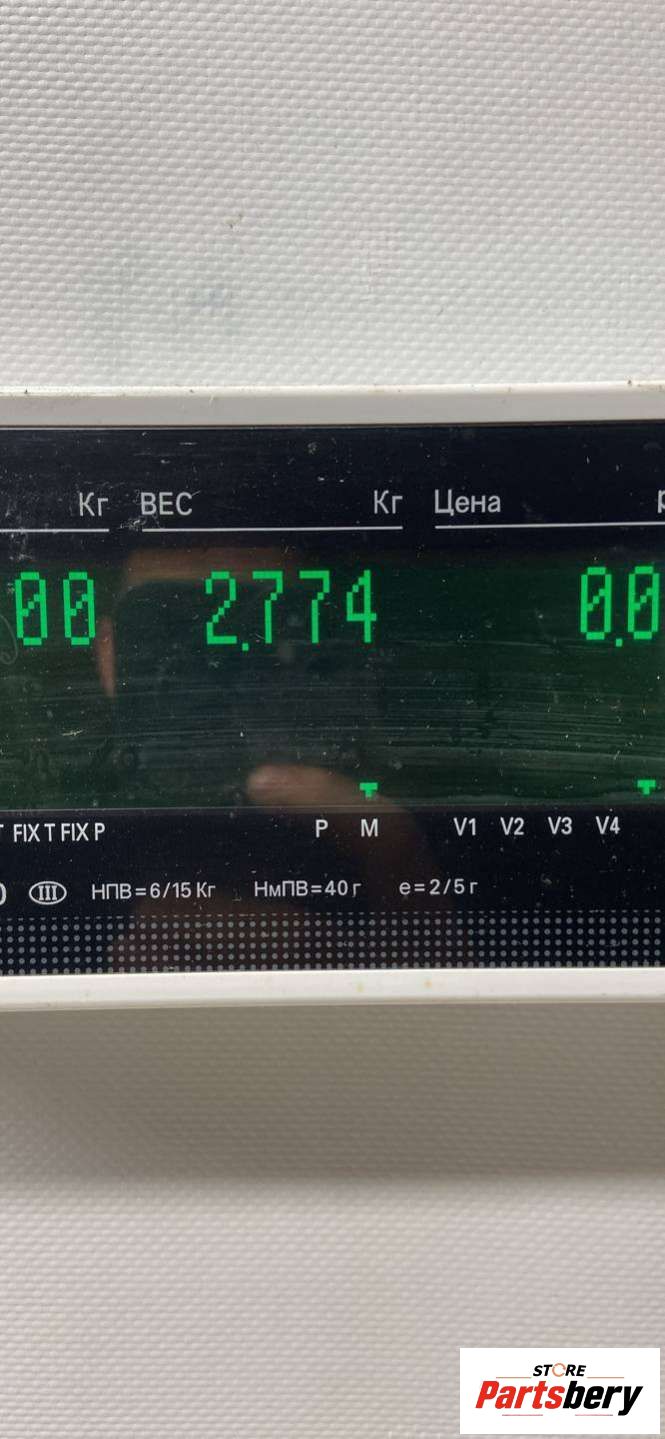 Кг ВЕС Кг Цена
00 2.774 0.0
FIX T FIX P P M V1 V2 V3 V4
III НПВ=6/15 Кг НмПВ=40 г e=2/5 г
STORE
Partsbery